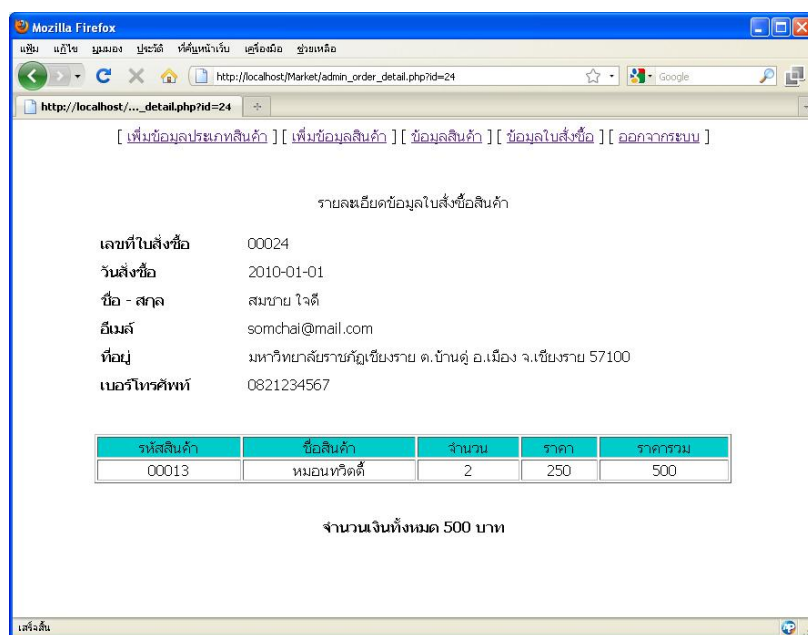 Mozilla Firefox
แฟ้ม แก้ไข มุมมอง ประวัติ ที่คั่นหน้าเว็บ เครื่องมือ ช่วยเหลือ
http://localhost/Market/admin_order_detail.php?id=24 Google
http://localhost/..._detail.php?id=24
[ เพิ่มข้อมูลประเภทสินค้า ] [ เพิ่มข้อมูลสินค้า ] [ ข้อมูลสินค้า ] [ ข้อมูลใบสั่งซื้อ ] [ ออกจากระบบ ]
รายละเอียดข้อมูลใบสั่งซื้อสินค้า
เลขที่ใบสั่งซื้อ 00024
วันสั่งซื้อ 2010-01-01
ชื่อ - สกุล สมชาย ใจดี
อีเมล์ somchai@mail.com
ที่อยู่ มหาวิทยาลัยราชภัฏเชียงราย ต.บ้านดู่ อ.เมือง จ.เชียงราย 57100
เบอร์โทรศัพท์ 0821234567
รหัสสินค้า ชื่อสินค้า จำนวน ราคา ราคารวม
00013 หมอนทวิตตี้ 2 250 500
จำนวนเงินทั้งหมด 500 บาท
เสร็จสิ้น